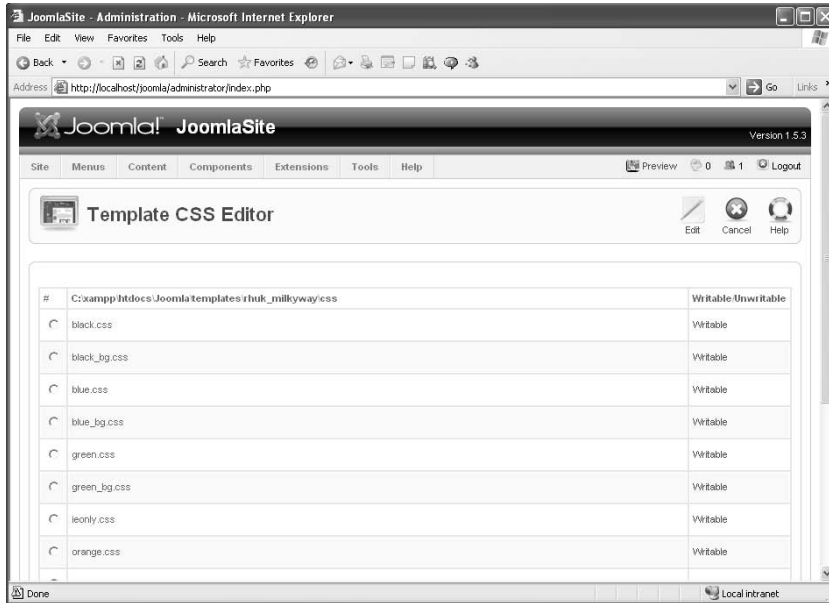 JoomlaSite - Administration - Microsoft Internet Explorer
File Edit View Favorites Tools Help
Back Search Favorites
Address http://localhost/joomla/administrator/index.php Go Links
Joomla! JoomlaSite
Version 1.5.3
Site Menus Content Components Extensions Tools Help Preview 0 1 Logout
Template CSS Editor
Edit Cancel Help
# C:\xampp\htdocs\Joomla\templates\rhuk_milkyway\css Writable/Unwritable
black.css Writable
black_bg.css Writable
blue.css Writable
blue_bg.css Writable
green.css Writable
green_bg.css Writable
ieonly.css Writable
orange.css Writable
Done Local intranet